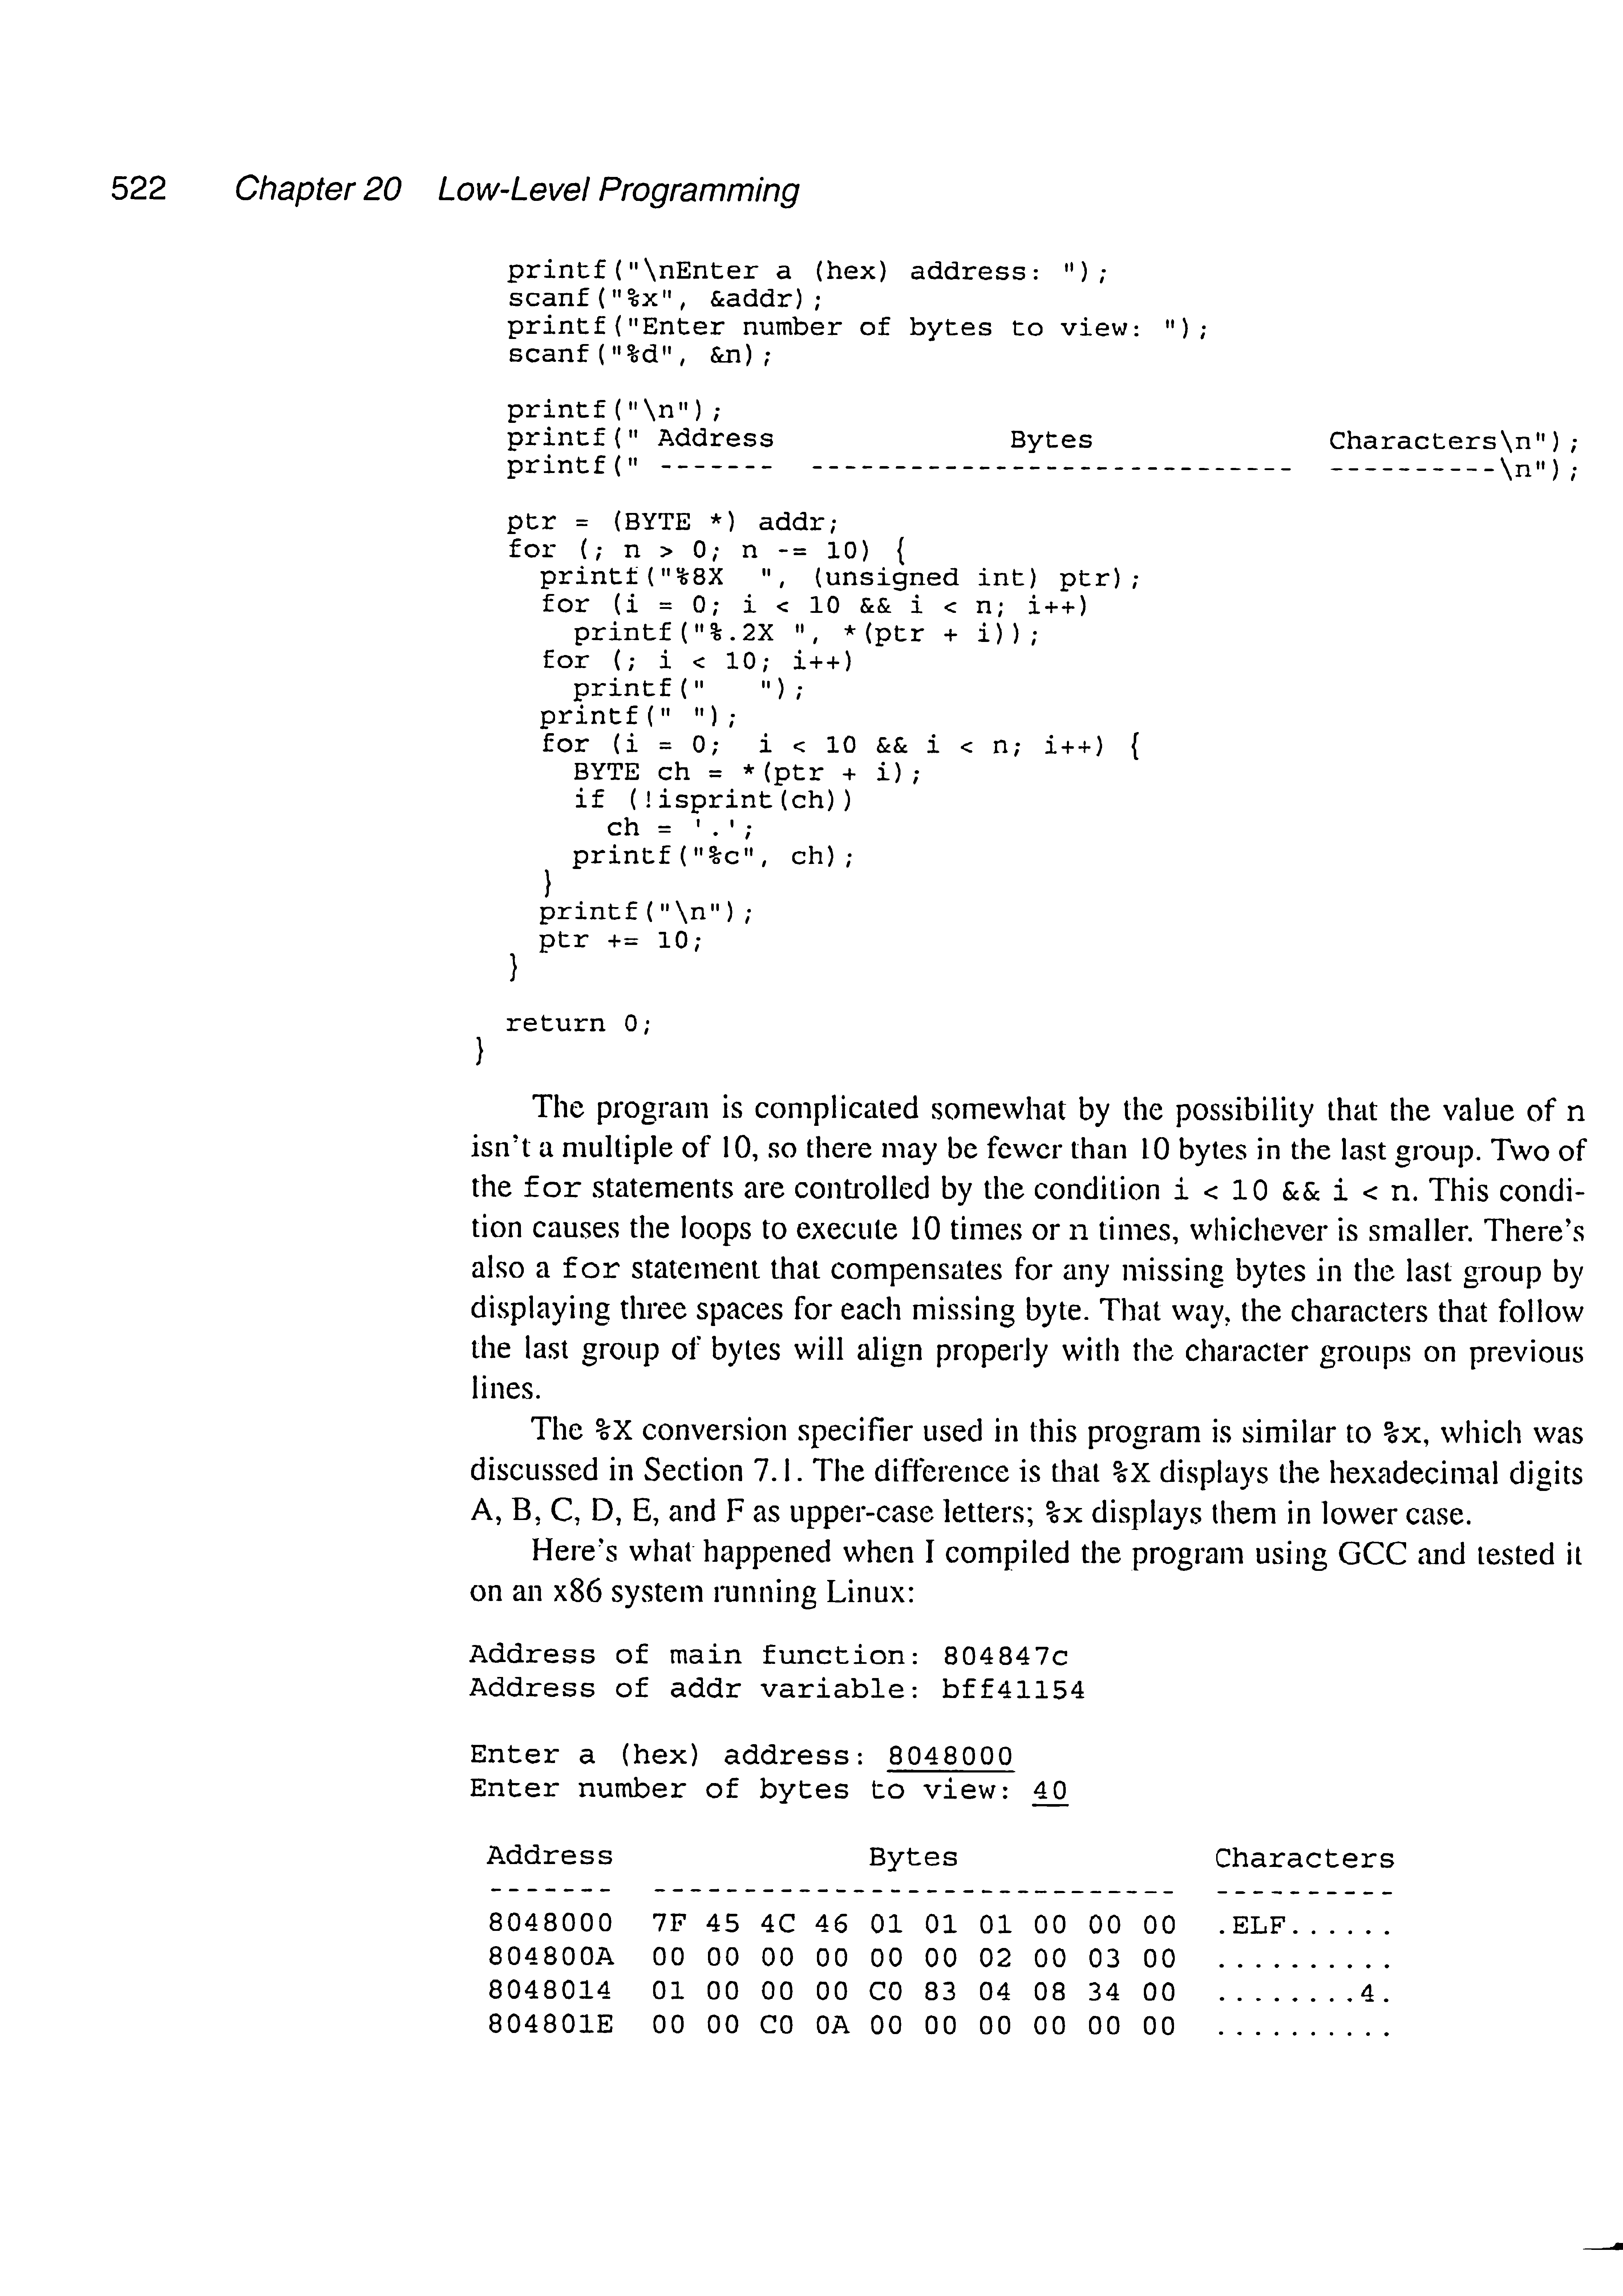 522 Chapter 20 Low-Level Programming
printf("\nEnter a (hex) address: ");
scanf("%x", &addr);
printf("Enter number of bytes to view: ");
scanf("%d", &n);
printf("\n");
printf(" Address              Bytes              Characters\n");
printf(" -------  -----------------------------  ----------\n");
ptr = (BYTE *) addr;
for (; n > 0; n -= 10) {
  printf("%8X  ", (unsigned int) ptr);
  for (i = 0; i < 10 && i < n; i++)
    printf("%.2X ", *(ptr + i));
  for (; i < 10; i++)
    printf("   ");
  printf(" ");
  for (i = 0;  i < 10 && i < n; i++) {
    BYTE ch = *(ptr + i);
    if (!isprint(ch))
      ch = '.';
    printf("%c", ch);
  }
  printf("\n");
  ptr += 10;
}
return 0;
}
The program is complicated somewhat by the possibility that the value of n
isn't a multiple of 10, so there may be fewer than 10 bytes in the last group. Two of
the for statements are controlled by the condition i < 10 && i < n. This condi-
tion causes the loops to execute 10 times or n times, whichever is smaller. There's
also a for statement that compensates for any missing bytes in the last group by
displaying three spaces for each missing byte. That way, the characters that follow
the last group of bytes will align properly with the character groups on previous
lines.
The %X conversion specifier used in this program is similar to %x, which was
discussed in Section 7.1. The difference is that %X displays the hexadecimal digits
A, B, C, D, E, and F as upper-case letters; %x displays them in lower case.
Here's what happened when I compiled the program using GCC and tested it
on an x86 system running Linux:
Address of main function: 804847c
Address of addr variable: bff41154
Enter a (hex) address: 8048000
Enter number of bytes to view: 40
 Address              Bytes              Characters
 -------  -----------------------------  ----------
 8048000  7F 45 4C 46 01 01 01 00 00 00  .ELF......
 804800A  00 00 00 00 00 00 02 00 03 00  ..........
 8048014  01 00 00 00 C0 83 04 08 34 00  ........4.
 804801E  00 00 C0 0A 00 00 00 00 00 00  ..........